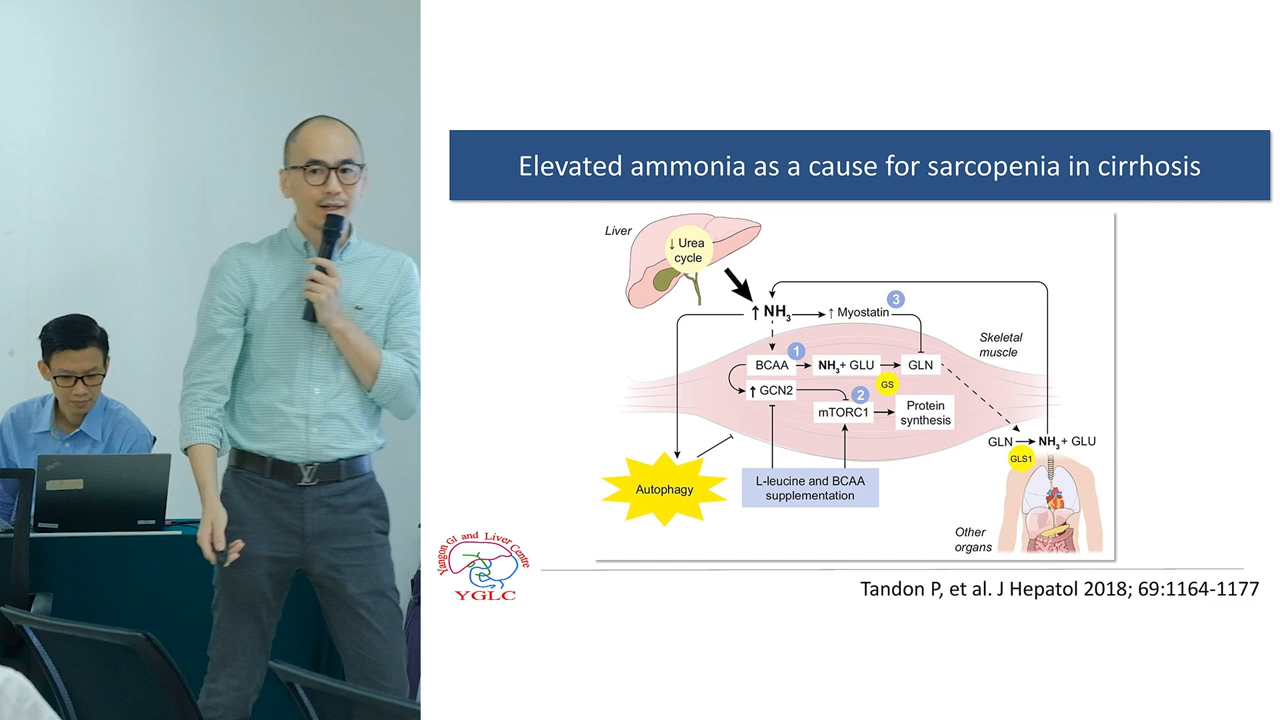 Elevated ammonia as a cause for sarcopenia in cirrhosis
Liver
↓ Urea
cycle
↑ NH₃
↑ Myostatin
3
Skeletal
muscle
BCAA
1
NH₃+ GLU
GLN
↑ GCN2
GS
2
mTORC1
Protein
synthesis
GLN
NH₃+ GLU
GLS1
Autophagy
L-leucine and BCAA
supplementation
Other
organs
Yangon GI and Liver Centre
YGLC
Tandon P, et al. J Hepatol 2018; 69:1164-1177